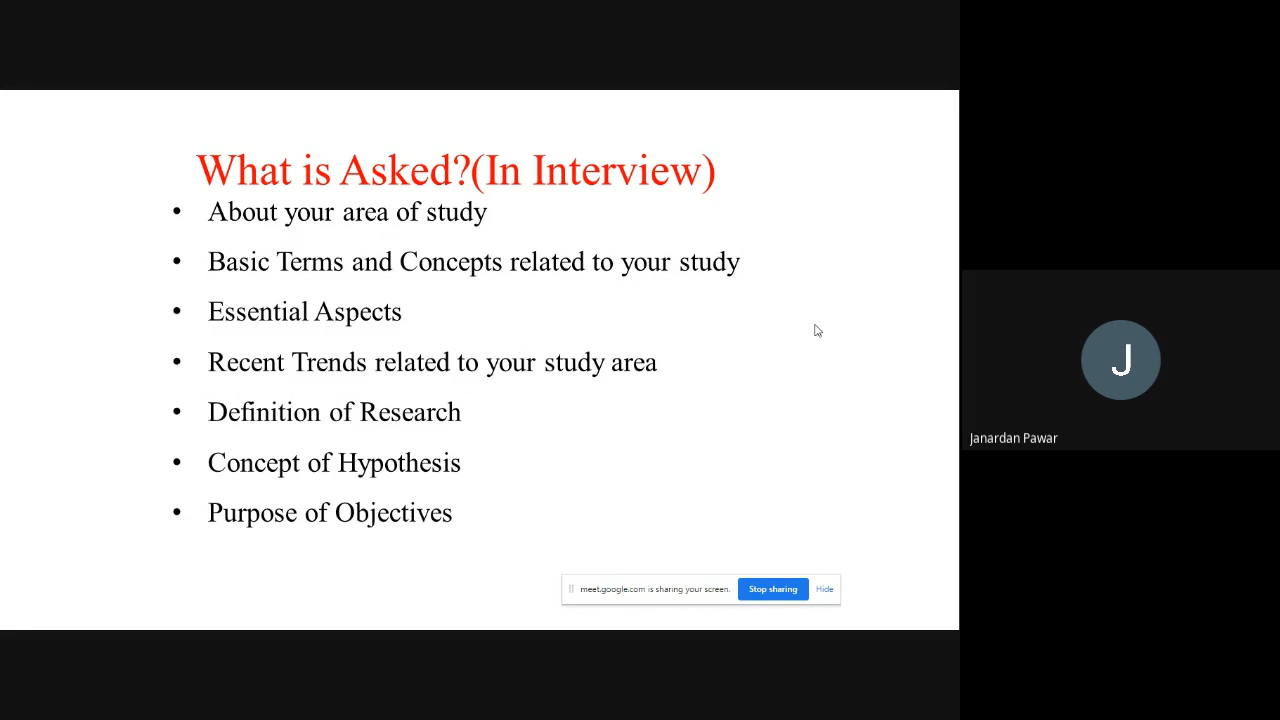 What is Asked?(In Interview)
• About your area of study
• Basic Terms and Concepts related to your study
• Essential Aspects
• Recent Trends related to your study area
• Definition of Research
• Concept of Hypothesis
• Purpose of Objectives
meet.google.com is sharing your screen. Stop sharing Hide
J
Janardan Pawar